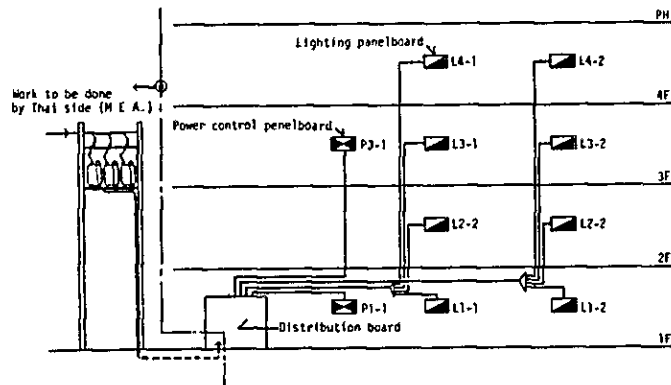 PH
Lighting panelboard
L4-1
L4-2
Work to be done
by Thai side (M E A.)
4F
Power control penelboard
P3-1
L3-1
L3-2
3F
L2-2
L2-2
2F
P1-1
L1-1
L1-2
Distribution board
1F